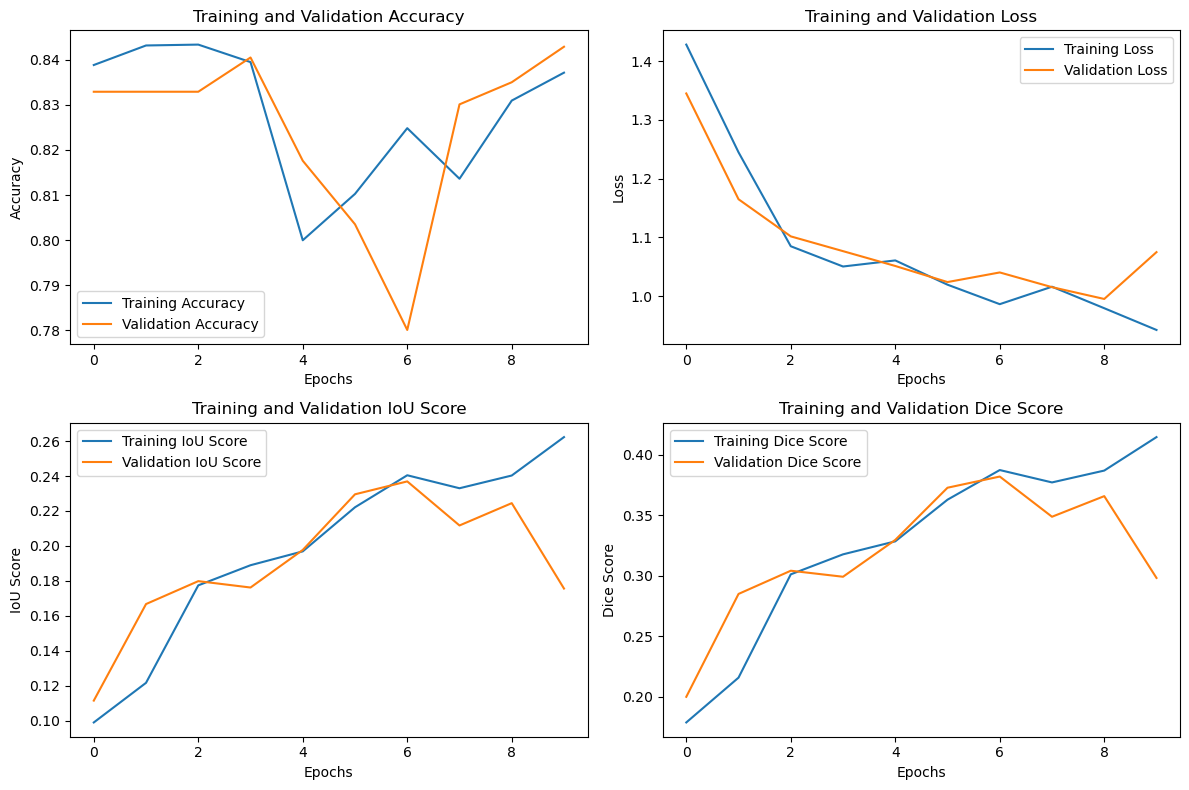 Training and Validation Accuracy
0.84
0.83
0.82
0.81
0.80
0.79
0.78
Accuracy
Training Accuracy
Validation Accuracy
0 2 4 6 8
Epochs
Training and Validation Loss
1.4
1.3
1.2
1.1
1.0
Loss
Training Loss
Validation Loss
0 2 4 6 8
Epochs
Training and Validation IoU Score
0.26
0.24
0.22
0.20
0.18
0.16
0.14
0.12
0.10
IoU Score
Training IoU Score
Validation IoU Score
0 2 4 6 8
Epochs
Training and Validation Dice Score
0.40
0.35
0.30
0.25
0.20
Dice Score
Training Dice Score
Validation Dice Score
0 2 4 6 8
Epochs